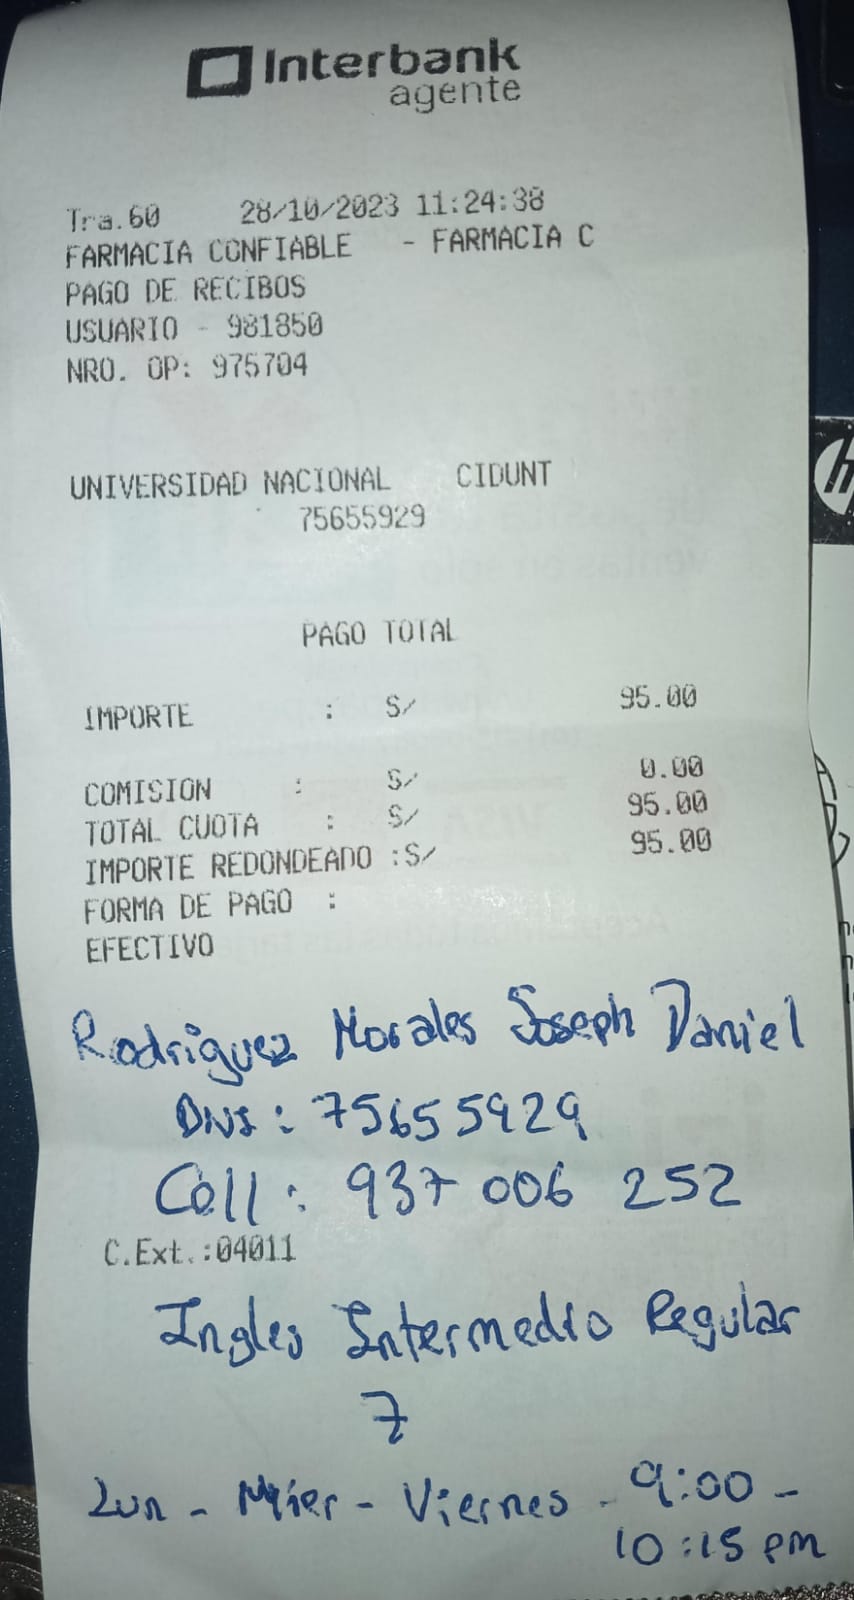 Interbank
agente
Tra.60 28/10/2023 11:24:38
FARMACIA CONFIABLE - FARMACIA C
PAGO DE RECIBOS
USUARIO - 981850
NRO. OP: 975704
UNIVERSIDAD NACIONAL CIDUNT
75655929
PAGO TOTAL
IMPORTE : S/ 95.00
COMISION : S/ 0.00
TOTAL CUOTA : S/ 95.00
IMPORTE REDONDEADO :S/ 95.00
FORMA DE PAGO :
EFECTIVO
Rodriguez Morales Joseph Daniel
DNI : 75655929
Cell : 937 006 252
C.Ext.:04011
Ingles Intermedio Regular
7
Lun - Mier - Viernes - 9:00 -
10:15 pm
hp